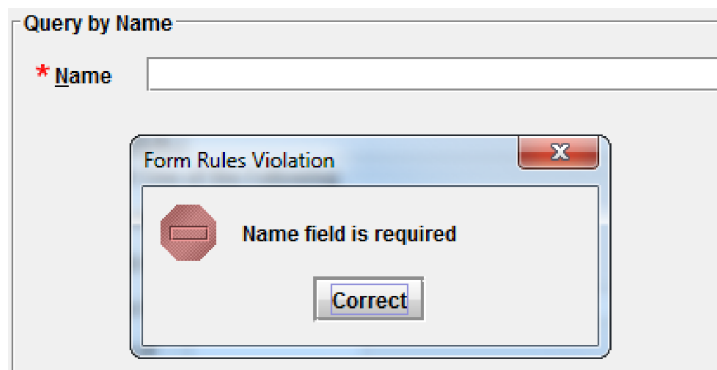 Query by Name
* Name
Form Rules Violation
Name field is required
Correct